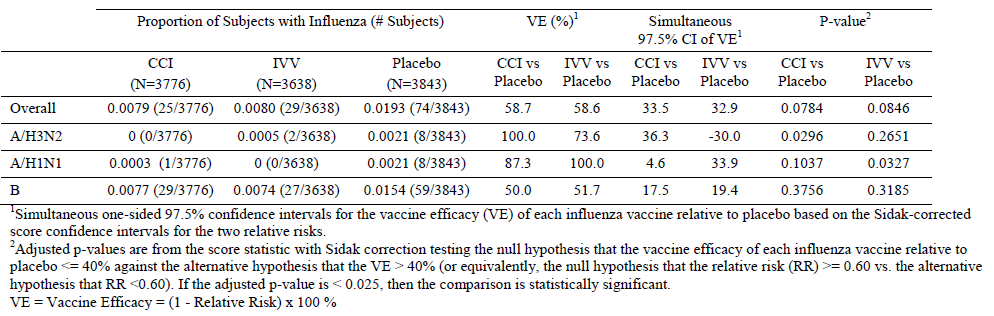 Proportion of Subjects with Influenza (# Subjects) VE (%)1 Simultaneous 97.5% CI of VE1 P-value2
CCI (N=3776) IVV (N=3638) Placebo (N=3843) CCI vs Placebo IVV vs Placebo CCI vs Placebo IVV vs Placebo CCI vs Placebo IVV vs Placebo
Overall 0.0079 (25/3776) 0.0080 (29/3638) 0.0193 (74/3843) 58.7 58.6 33.5 32.9 0.0784 0.0846
A/H3N2 0 (0/3776) 0.0005 (2/3638) 0.0021 (8/3843) 100.0 73.6 36.3 -30.0 0.0296 0.2651
A/H1N1 0.0003 (1/3776) 0 (0/3638) 0.0021 (8/3843) 87.3 100.0 4.6 33.9 0.1037 0.0327
B 0.0077 (29/3776) 0.0074 (27/3638) 0.0154 (59/3843) 50.0 51.7 17.5 19.4 0.3756 0.3185
1Simultaneous one-sided 97.5% confidence intervals for the vaccine efficacy (VE) of each influenza vaccine relative to placebo based on the Sidak-corrected
score confidence intervals for the two relative risks.
2Adjusted p-values are from the score statistic with Sidak correction testing the null hypothesis that the vaccine efficacy of each influenza vaccine relative to
placebo <= 40% against the alternative hypothesis that the VE > 40% (or equivalently, the null hypothesis that the relative risk (RR) >= 0.60 vs. the alternative
hypothesis that RR <0.60). If the adjusted p-value is < 0.025, then the comparison is statistically significant.
VE = Vaccine Efficacy = (1 - Relative Risk) x 100 %